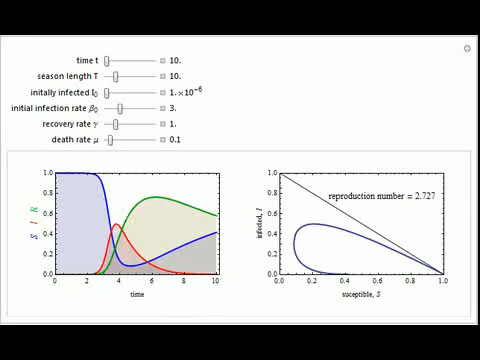 time t 10.
season length T 10.
initally infected I0 1.×10^-6
initial infection rate β0 3.
recovery rate γ 1.
death rate μ 0.1
S I R
1.0
0.8
0.6
0.4
0.2
0.0
0 2 4 6 8 10
time
infected, I
1.0
0.8
0.6
0.4
0.2
0.0
reproduction number = 2.727
0.0 0.2 0.4 0.6 0.8 1.0
suceptible, S